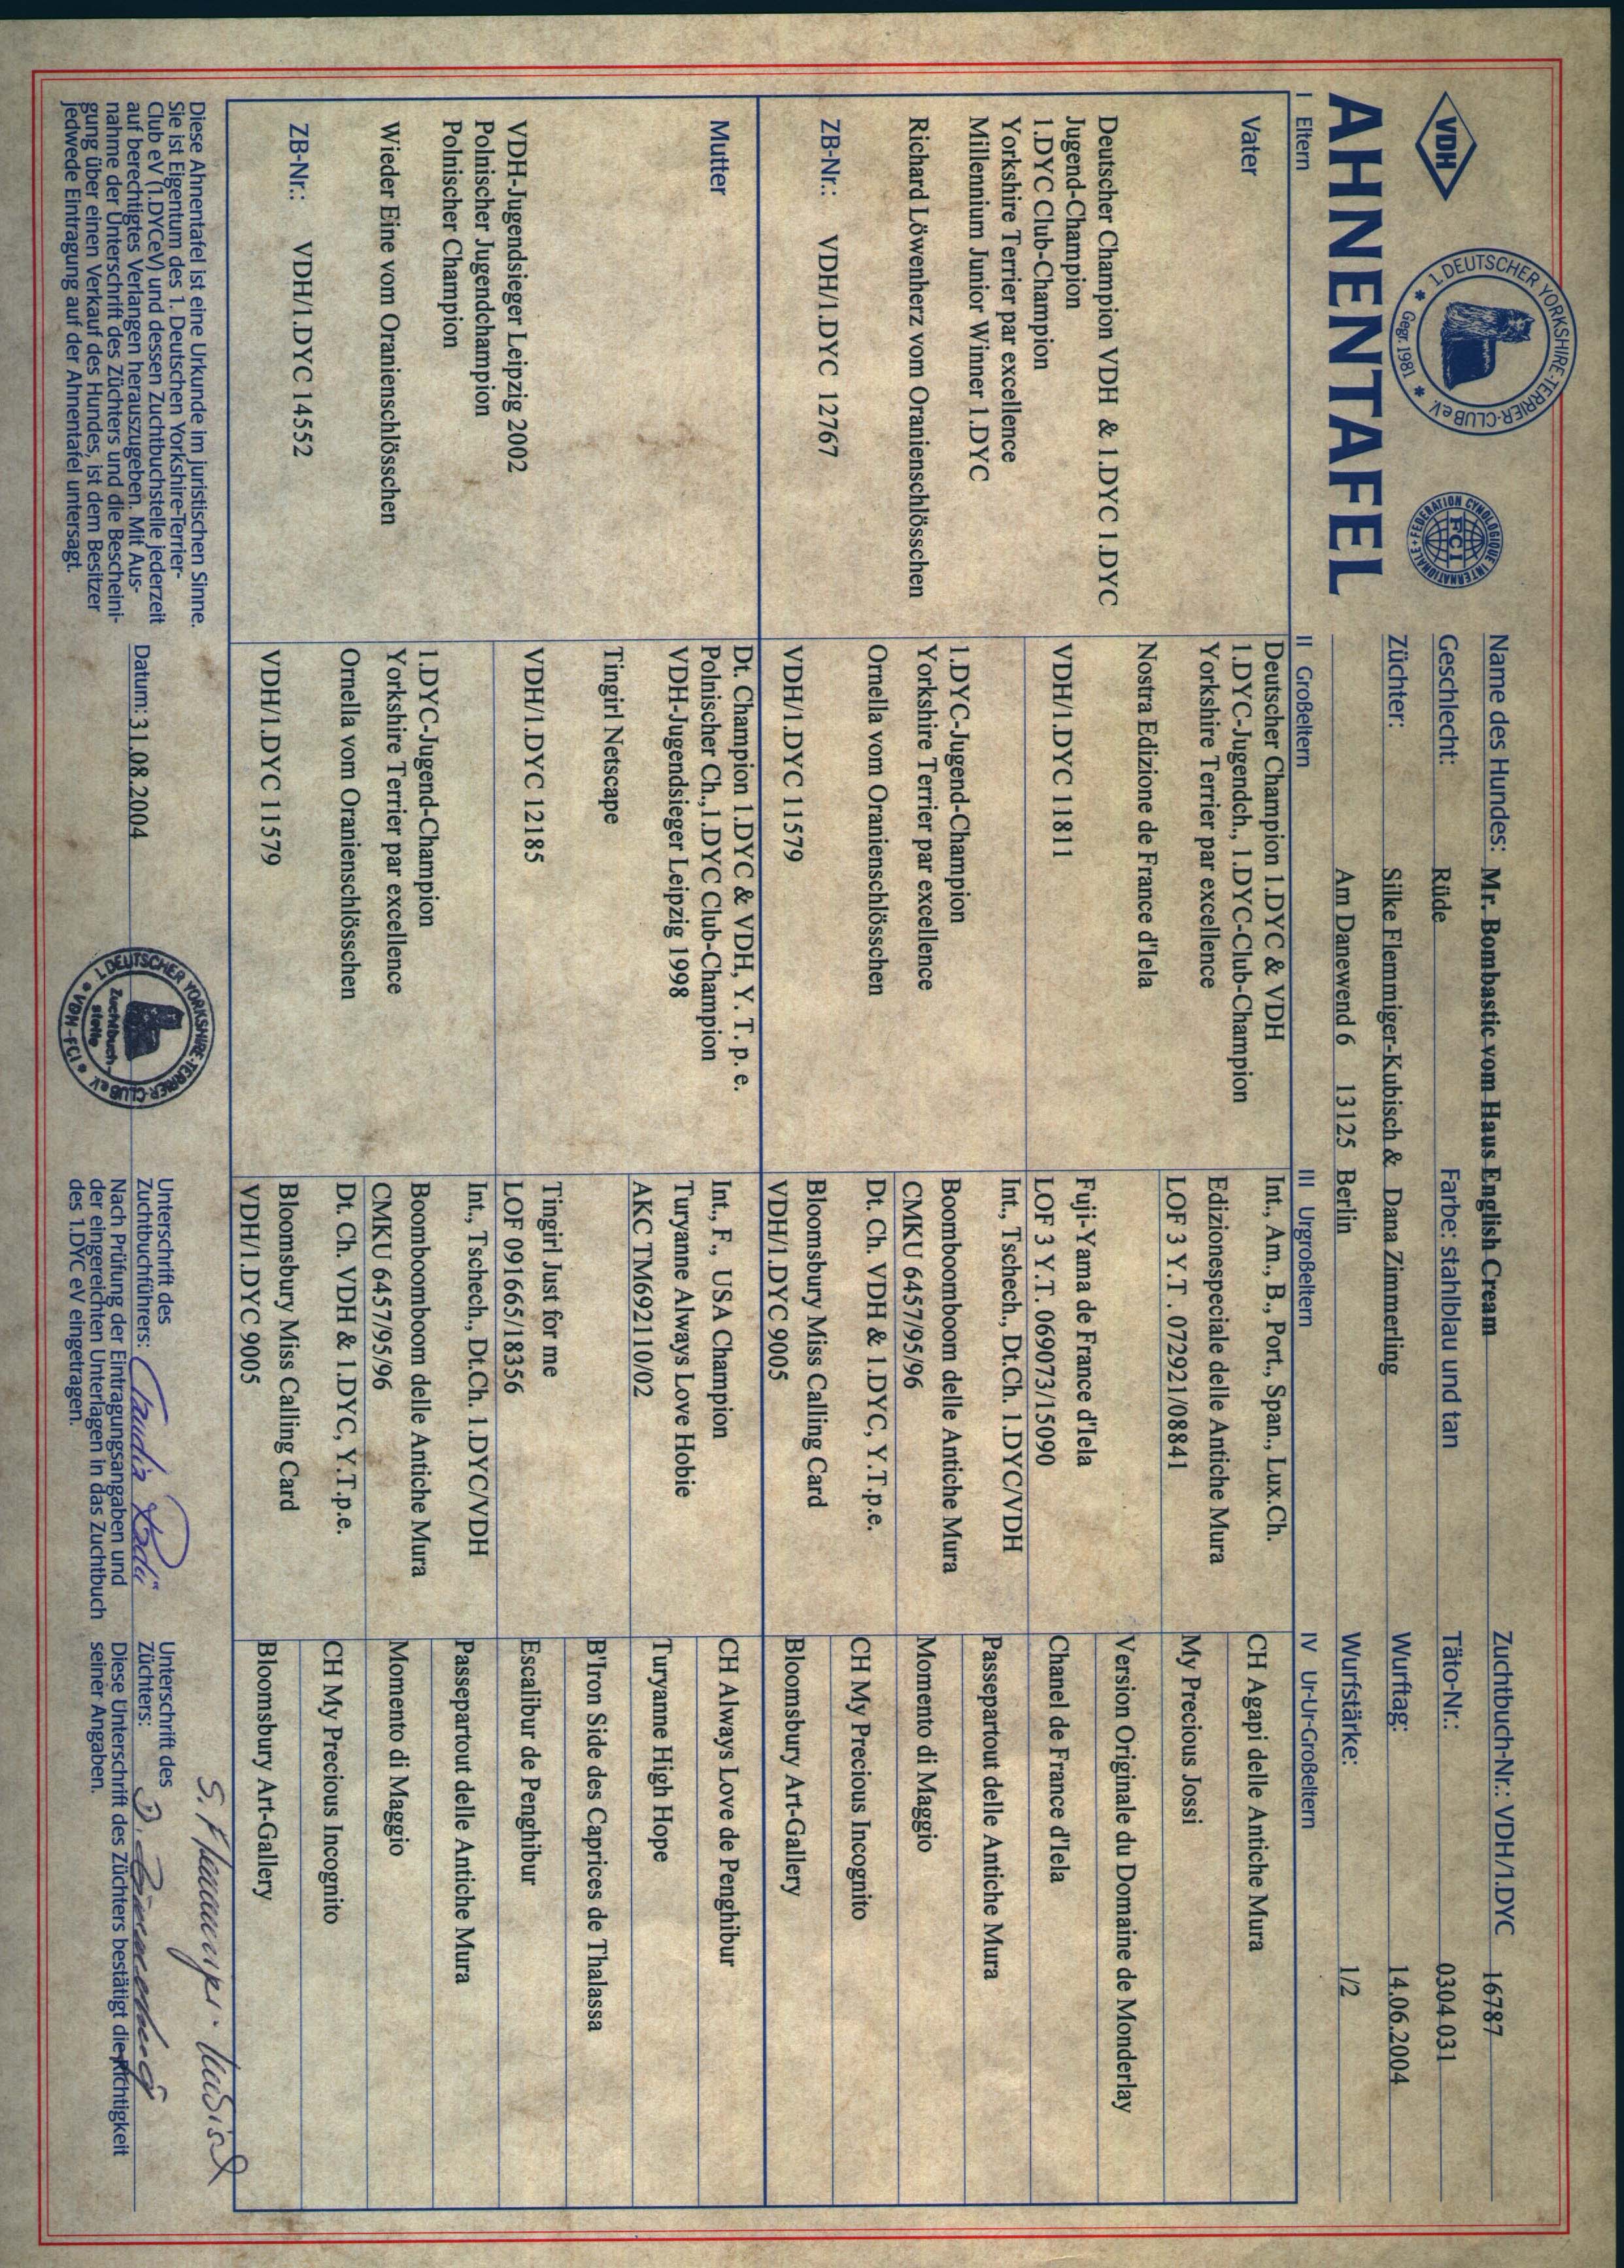 VDH
1. DEUTSCHER YORKSHIRE-TERRIER-CLUB e.V.
Gegr. 1981
FEDERATION CYNOLOGIQUE INTERNATIONALE
FCI
AHNENTAFEL
Name des Hundes: Mr. Bombastic vom Haus English Cream
Zuchtbuch-Nr.: VDH/1.DYC 16787
Geschlecht: Rüde
Farbe: stahlblau und tan
Täto-Nr.: 0304 031
Züchter: Silke Flemmiger-Kubisch & Dana Zimmerling
Wurftag: 14.06.2004
Am Danewend 6 13125 Berlin
Wurfstärke: 1/2
I Eltern
II Großeltern
III Urgroßeltern
IV Ur-Ur-Großeltern
Vater
Deutscher Champion VDH & 1.DYC 1.DYC
Jugend-Champion
1.DYC Club-Champion
Yorkshire Terrier par excellence
Millennium Junior Winner 1.DYC
Richard Löwenherz vom Oranienschlösschen
ZB-Nr.: VDH/1.DYC 12767
Mutter
VDH-Jugendsieger Leipzig 2002
Polnischer Jugendchampion
Polnischer Champion
Wieder Eine vom Oranienschlösschen
ZB-Nr.: VDH/1.DYC 14552
Deutscher Champion 1.DYC & VDH
1.DYC-Jugendch., 1.DYC-Club-Champion
Yorkshire Terrier par excellence
Nostra Edizione de France d'Iela
VDH/1.DYC 11811
1.DYC-Jugend-Champion
Yorkshire Terrier par excellence
Ornella vom Oranienschlösschen
VDH/1.DYC 11579
Dt. Champion 1.DYC & VDH, Y. T. p. e.
Polnischer Ch.,1.DYC Club-Champion
VDH-Jugendsieger Leipzig 1998
Tingirl Netscape
VDH/1.DYC 12185
1.DYC-Jugend-Champion
Yorkshire Terrier par excellence
Ornella vom Oranienschlösschen
VDH/1.DYC 11579
Int., Am., B., Port., Span., Lux.Ch.
Edizionespeciale delle Antiche Mura
LOF 3 Y.T . 072921/08841
Fuji-Yama de France d'Iela
LOF 3 Y.T. 069073/15090
Int., Tschech., Dt.Ch. 1.DYC/VDH
Boomboomboom delle Antiche Mura
CMKU 6457/95/96
Dt. Ch. VDH & 1.DYC, Y.T.p.e.
Bloomsbury Miss Calling Card
VDH/1.DYC 9005
Int., F., USA Champion
Turyanne Always Love Hobie
AKC TM692110/02
Tingirl Just for me
LOF 091665/18356
Int., Tschech., Dt.Ch. 1.DYC/VDH
Boomboomboom delle Antiche Mura
CMKU 6457/95/96
Dt. Ch. VDH & 1.DYC, Y.T.p.e.
Bloomsbury Miss Calling Card
VDH/1.DYC 9005
CH Agapi delle Antiche Mura
My Precious Jossi
Version Originale du Domaine de Monderlay
Chanel de France d'Iela
Passepartout delle Antiche Mura
Momento di Maggio
CH My Precious Incognito
Bloomsbury Art-Gallery
CH Always Love de Penghibur
Turyanne High Hope
B'Iron Side des Caprices de Thalassa
Escalibur de Penghibur
Passepartout delle Antiche Mura
Momento di Maggio
CH My Precious Incognito
Bloomsbury Art-Gallery
Diese Ahnentafel ist eine Urkunde im juristischen Sinne.
Sie ist Eigentum des 1. Deutschen Yorkshire-Terrier-
Club eV (1.DYCeV) und dessen Zuchtbuchstelle jederzeit
auf berechtigtes Verlangen herauszugeben. Mit Aus-
nahme der Unterschrift des Züchters und die Bescheini-
gung über einen Verkauf des Hundes, ist dem Besitzer
jedwede Eintragung auf der Ahnentafel untersagt.
Datum: 31.08.2004
1. DEUTSCHER YORKSHIRE-TERRIER-CLUB e.V.
Zuchtbuch
stelle
VDH-FCI
Unterschrift des
Zuchtbuchführers: Claudia
Nach Prüfung der Eintragungsangaben und
der eingereichten Unterlagen in das Zuchtbuch
des 1.DYC eV eingetragen.
S. Flemmiger-Kubisch
Unterschrift des
Züchters: D. Zimmerling
Diese Unterschrift des Züchters bestätigt die Richtigkeit
seiner Angaben.